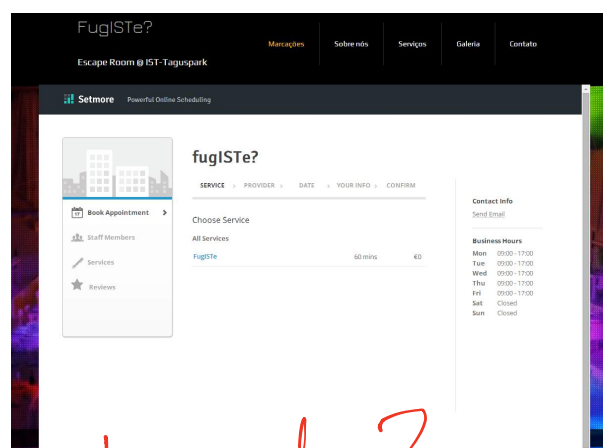 FugISTe?
Marcações Sobre nós Serviços Galeria Contato
Escape Room @ IST-Taguspark
Setmore Powerful Online Scheduling
fugISTe?
SERVICE > PROVIDER > DATE > YOUR INFO > CONFIRM
17 Book Appointment >
Staff Members
Services
Reviews
Choose Service
All Services
FugISTe 60 mins €0
Contact Info
Send Email
Business Hours
Mon 09:00 - 17:00
Tue 09:00 - 17:00
Wed 09:00 - 17:00
Thu 09:00 - 17:00
Fri 09:00 - 17:00
Sat Closed
Sun Closed